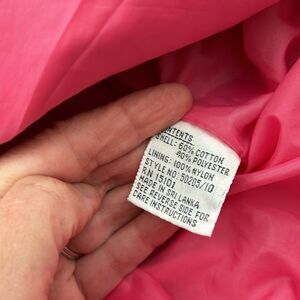 CONTENTS
SHELL: 60% COTTON
40% POLYESTER
LINING: 100% NYLON
STYLE NO: 50205/10
RN 15101
MADE IN SRI LANKA
SEE REVERSE SIDE FOR
CARE INSTRUCTIONS